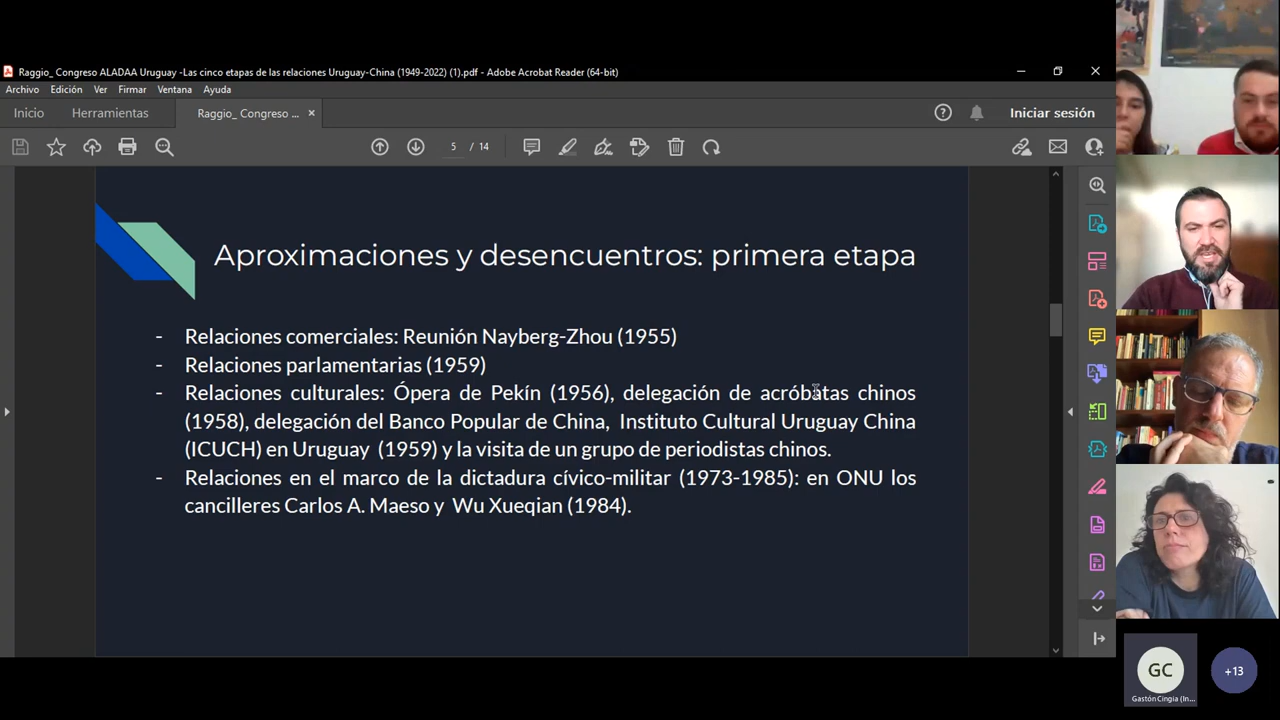 Raggio_ Congreso ALADAA Uruguay -Las cinco etapas de las relaciones Uruguay-China (1949-2022) (1).pdf - Adobe Acrobat Reader (64-bit)
Archivo Edición Ver Firmar Ventana Ayuda
Inicio Herramientas Raggio_ Congreso ... × Iniciar sesión
5 / 14
Aproximaciones y desencuentros: primera etapa
- Relaciones comerciales: Reunión Nayberg-Zhou (1955)
- Relaciones parlamentarias (1959)
- Relaciones culturales: Ópera de Pekín (1956), delegación de acróbatas chinos
(1958), delegación del Banco Popular de China, Instituto Cultural Uruguay China
(ICUCH) en Uruguay (1959) y la visita de un grupo de periodistas chinos.
- Relaciones en el marco de la dictadura cívico-militar (1973-1985): en ONU los
cancilleres Carlos A. Maeso y Wu Xueqian (1984).
GC
+13
Gastón Cingia (In...